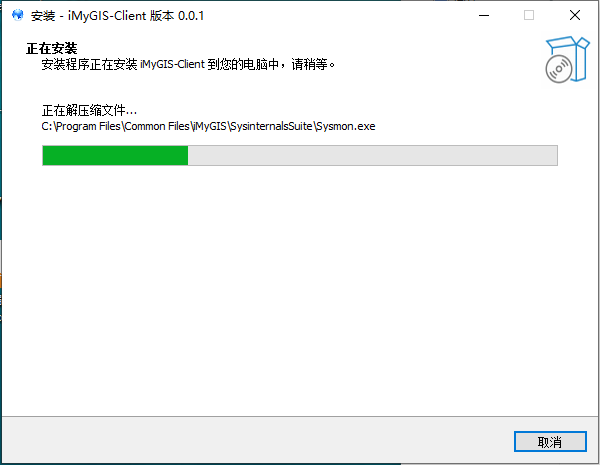 安装 - iMyGIS-Client 版本 0.0.1
正在安装
安装程序正在安装 iMyGIS-Client 到您的电脑中，请稍等。
正在解压缩文件...
C:\Program Files\Common Files\iMyGIS\SysinternalsSuite\Sysmon.exe
取消